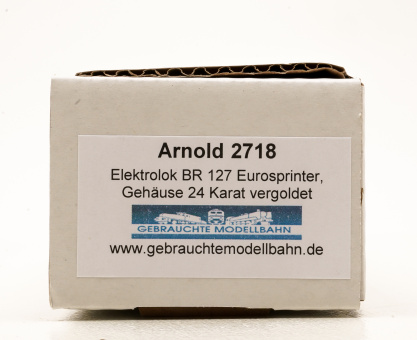 Arnold 2718
Elektrolok BR 127 Eurosprinter,
Gehäuse 24 Karat vergoldet
GEBRAUCHTE MODELLBAHN
www.gebrauchtemodellbahn.de